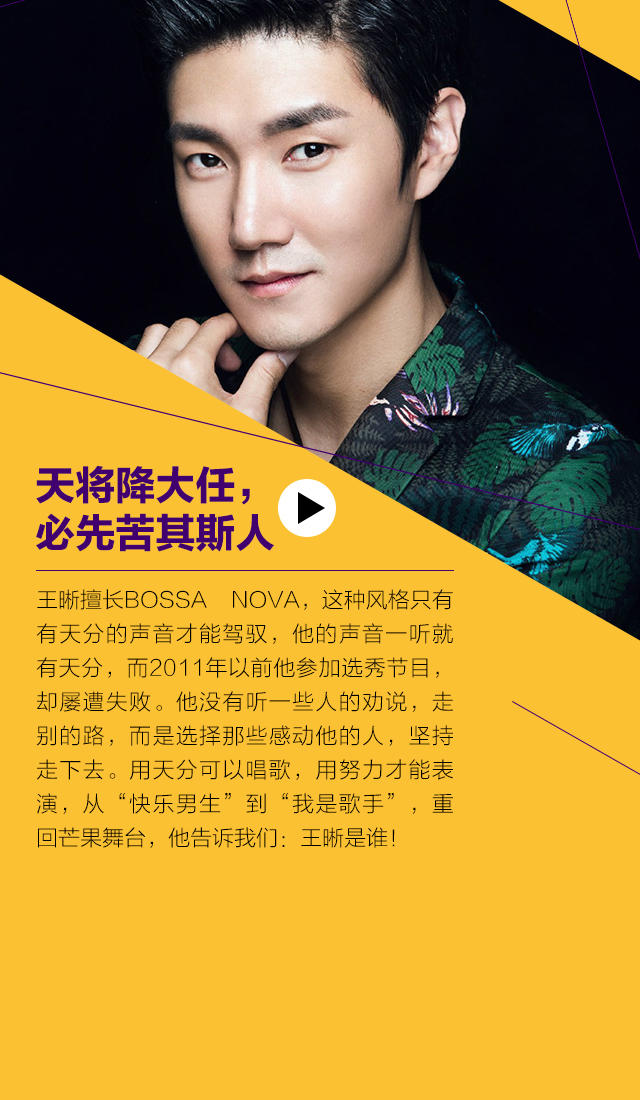 天将降大任，
必先苦其斯人
王晰擅长BOSSA NOVA，这种风格只有
有天分的声音才能驾驭，他的声音一听就
有天分，而2011年以前他参加选秀节目，
却屡遭失败。他没有听一些人的劝说，走
别的路，而是选择那些感动他的人，坚持
走下去。用天分可以唱歌，用努力才能表
演，从“快乐男生”到“我是歌手”，重
回芒果舞台，他告诉我们：王晰是谁！